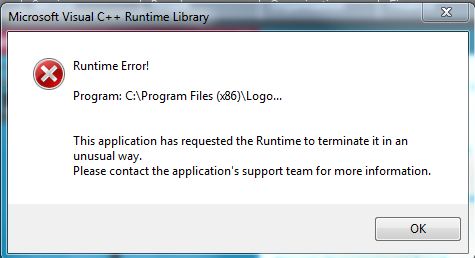 Microsoft Visual C++ Runtime Library
Runtime Error!
Program: C:\Program Files (x86)\Logo...
This application has requested the Runtime to terminate it in an
unusual way.
Please contact the application's support team for more information.
OK